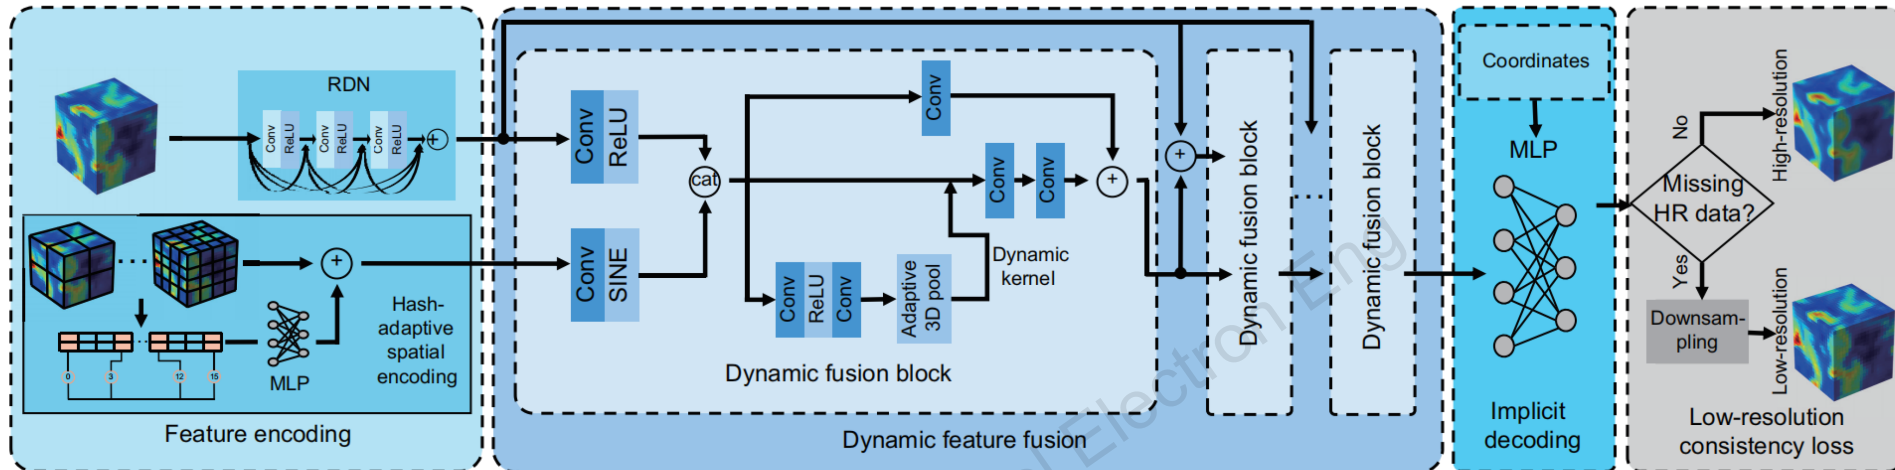 RDN
Conv
ReLU
Conv
ReLU
Conv
ReLU
+
+
Hash-
adaptive
spatial
encoding
0
3
12
15
MLP
Feature encoding
Conv
ReLU
Conv
SINE
cat
Conv
Conv
Conv
+
Conv
ReLU
Conv
Adaptive
3D pool
Dynamic
kernel
Dynamic fusion block
+
Dynamic fusion block
...
Dynamic fusion block
Dynamic feature fusion
Coordinates
MLP
Implicit
decoding
Missing
HR data?
No
Yes
High-resolution
Downsam-
pling
Low-resolution
Low-resolution
consistency loss
Electron Eng